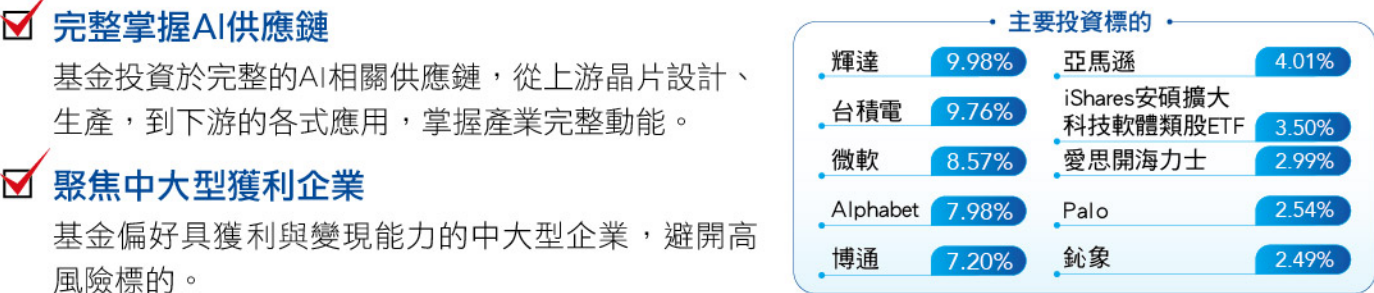 完整掌握AI供應鏈
基金投資於完整的AI相關供應鏈，從上游晶片設計、
生產，到下游的各式應用，掌握產業完整動能。
聚焦中大型獲利企業
基金偏好具獲利與變現能力的中大型企業，避開高
風險標的。
主要投資標的
輝達 9.98%
台積電 9.76%
微軟 8.57%
Alphabet 7.98%
博通 7.20%
亞馬遜 4.01%
iShares安碩擴大
科技軟體類股ETF 3.50%
愛思開海力士 2.99%
Palo 2.54%
鈊象 2.49%